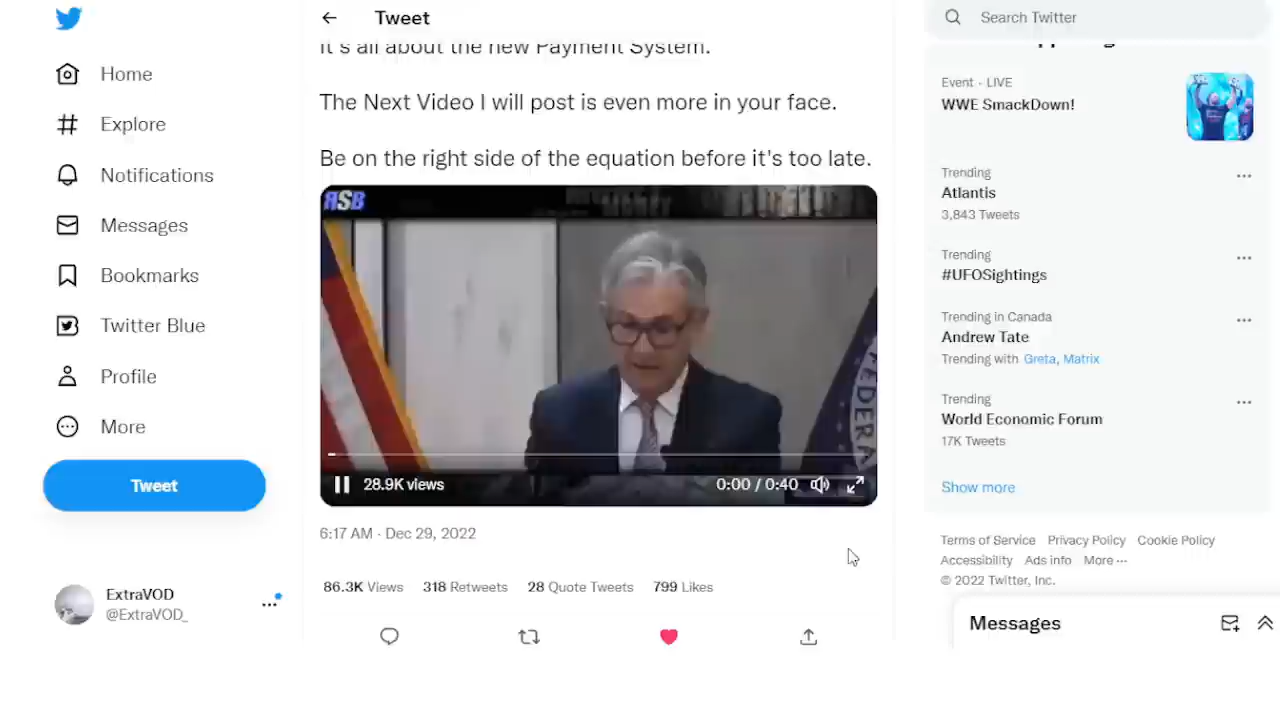 Home
Explore
Notifications
Messages
Bookmarks
Twitter Blue
Profile
More
Tweet
ExtraVOD
@ExtraVOD_
Tweet
It's all about the new Payment System.
The Next Video I will post is even more in your face.
Be on the right side of the equation before it's too late.
RSB
FEDERA
28.9K views
0:00 / 0:40
6:17 AM · Dec 29, 2022
86.3K Views 318 Retweets 28 Quote Tweets 799 Likes
Search Twitter
Event · LIVE
WWE SmackDown!
Trending
Atlantis
3,843 Tweets
Trending
#UFOSightings
Trending in Canada
Andrew Tate
Trending with Greta, Matrix
Trending
World Economic Forum
17K Tweets
Show more
Terms of Service Privacy Policy Cookie Policy
Accessibility Ads info More ···
© 2022 Twitter, Inc.
Messages